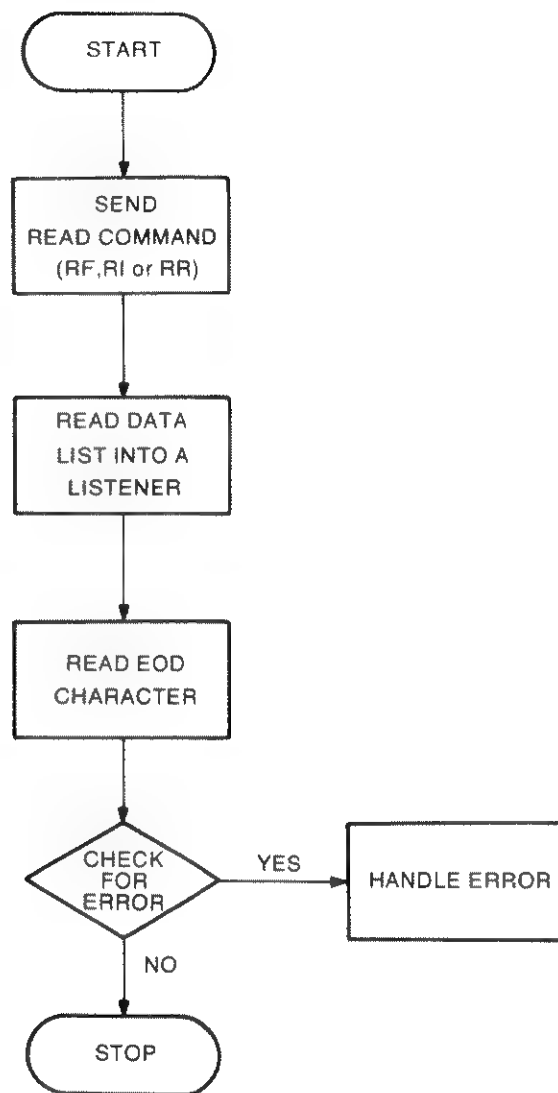 START
SEND
READ COMMAND
(RF,RI or RR)
READ DATA
LIST INTO A
LISTENER
READ EOD
CHARACTER
CHECK
FOR
ERROR
YES
HANDLE ERROR
NO
STOP